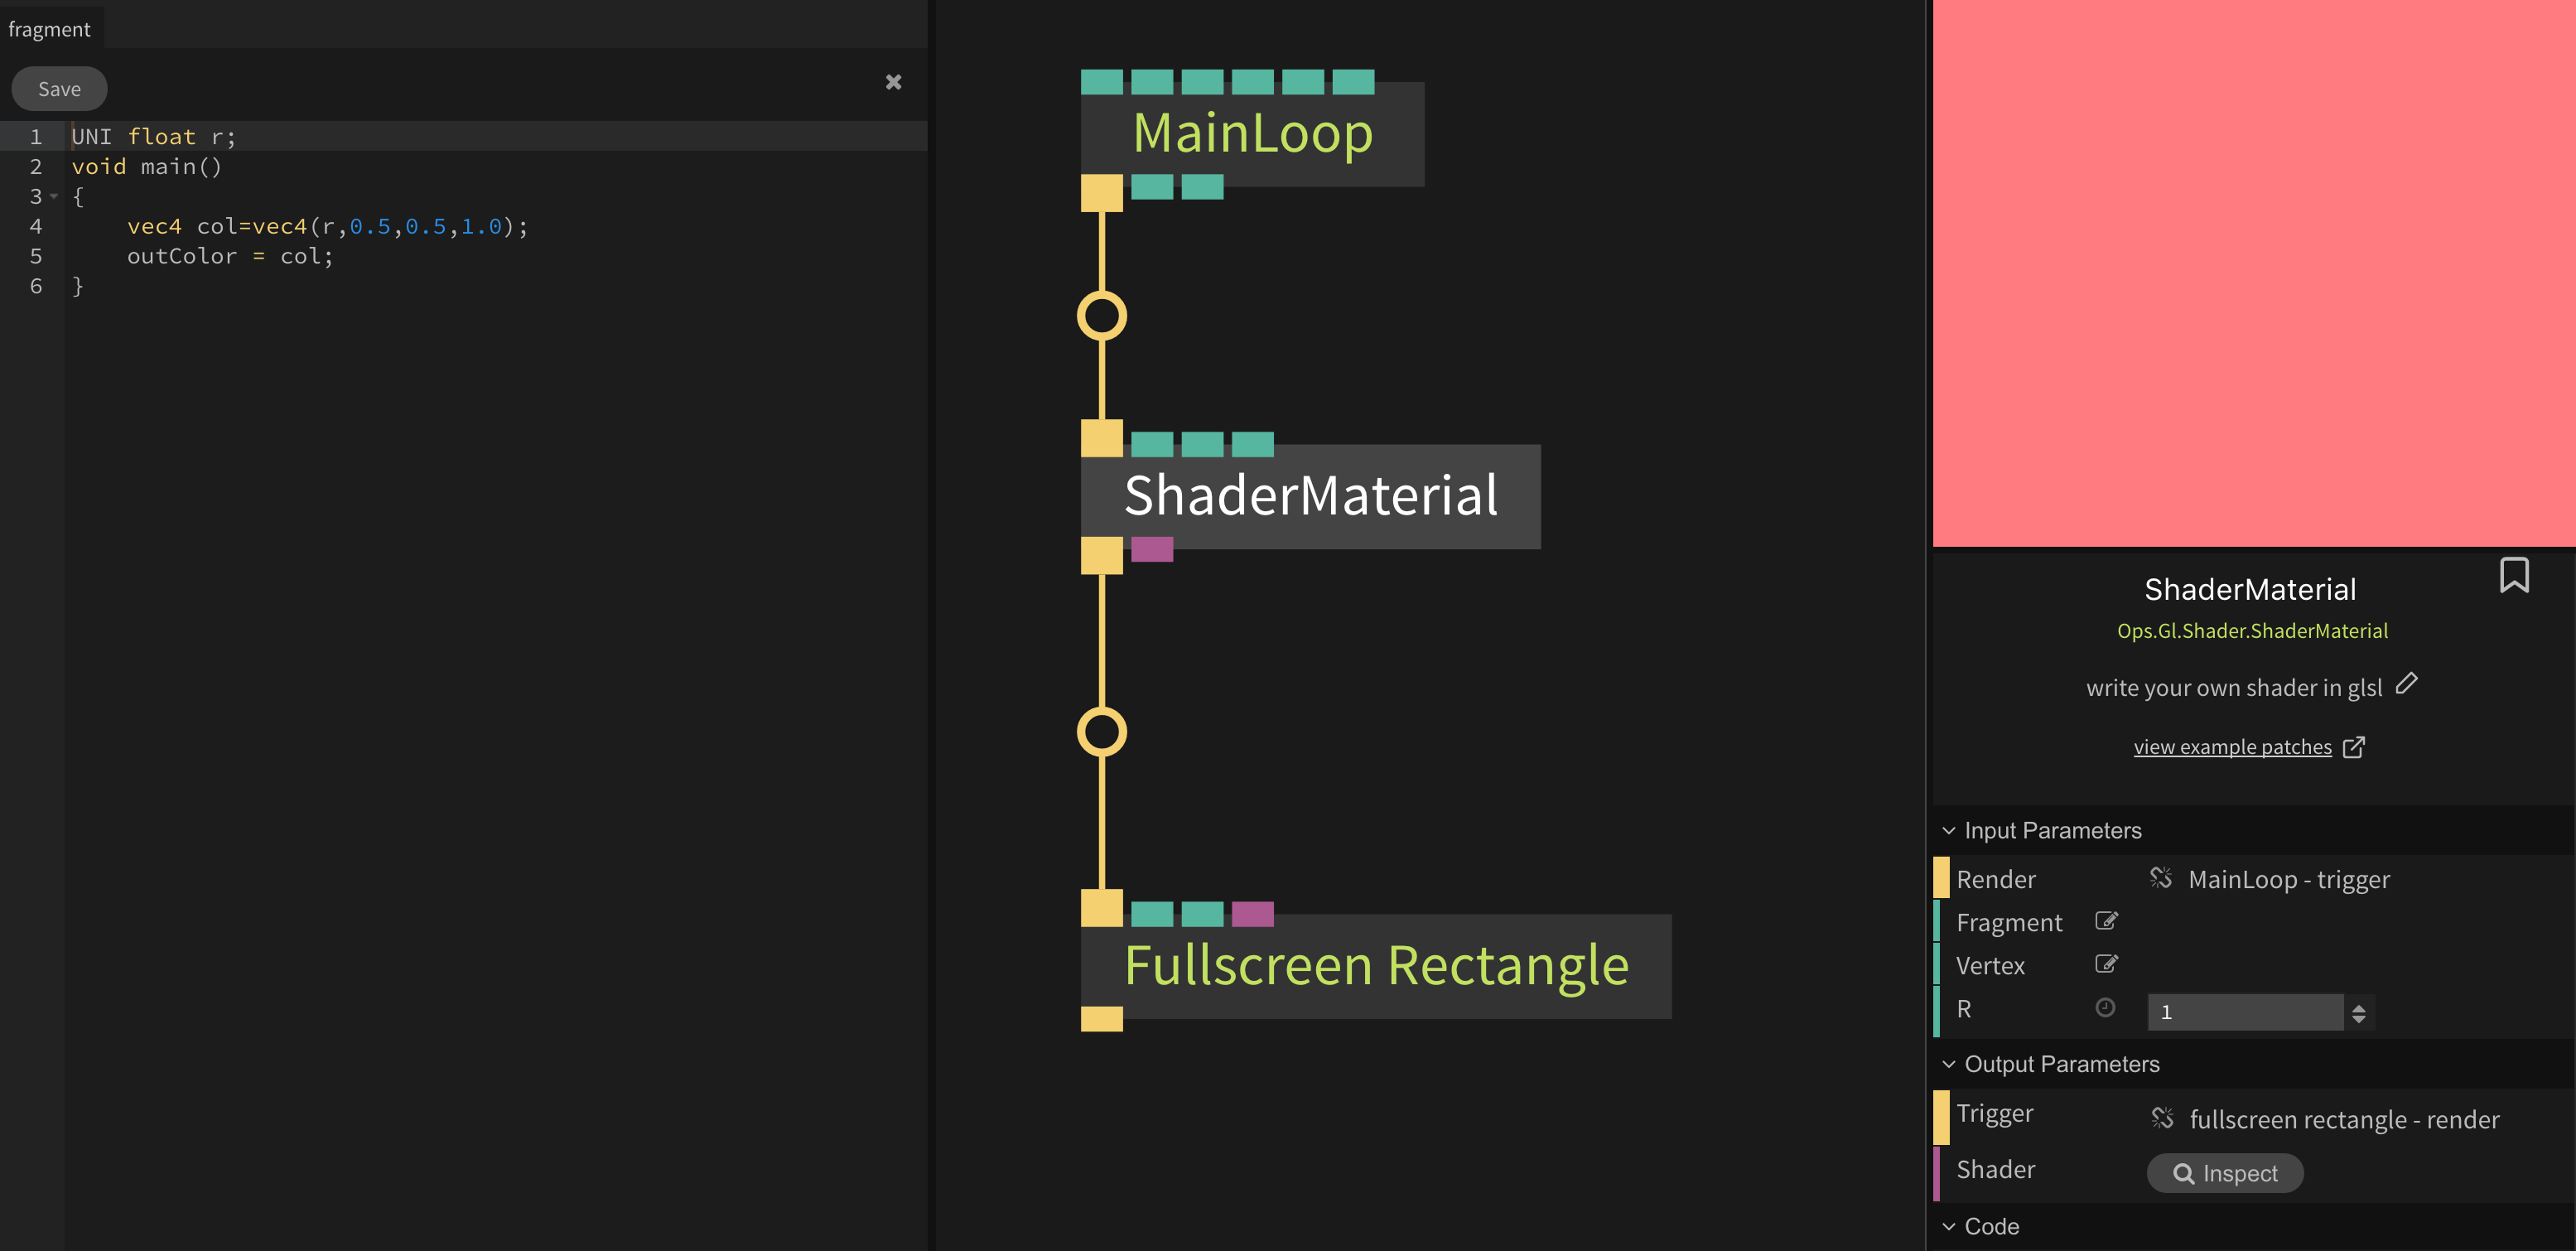 fragment
Save
1 UNI float r;
2 void main()
3 {
4 vec4 col=vec4(r,0.5,0.5,1.0);
5 outColor = col;
6 }
MainLoop
ShaderMaterial
Fullscreen Rectangle
ShaderMaterial
Ops.Gl.Shader.ShaderMaterial
write your own shader in glsl
view example patches
Input Parameters
Render MainLoop - trigger
Fragment
Vertex
R 1
Output Parameters
Trigger fullscreen rectangle - render
Shader Inspect
Code